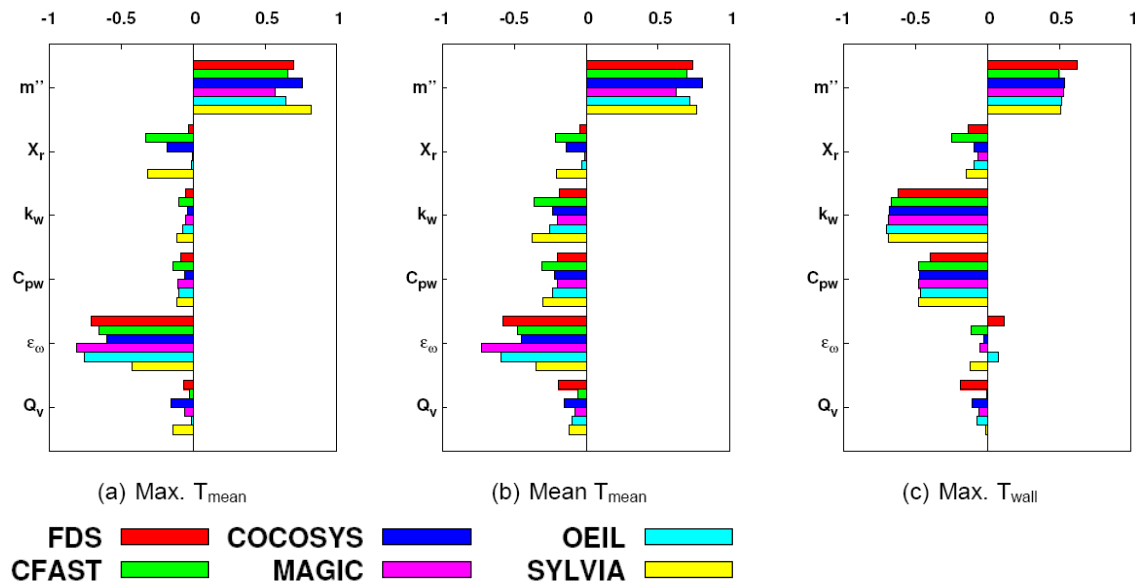 -1 -0.5 0 0.5 1
-1 -0.5 0 0.5 1
-1 -0.5 0 0.5 1
m''
Xr
kw
Cpw
εω
Qv
m''
Xr
kw
Cpw
εω
Qv
m''
Xr
kw
Cpw
εω
Qv
(a) Max. Tmean
(b) Mean Tmean
(c) Max. Twall
FDS COCOSYS OEIL
CFAST MAGIC SYLVIA